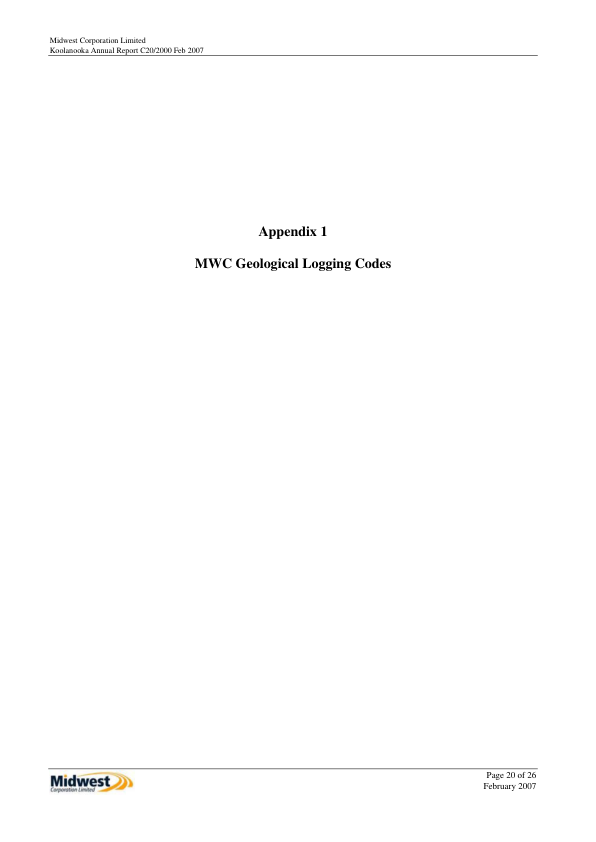 Midwest Corporation Limited
Koolanooka Annual Report C20/2000 Feb 2007
Appendix 1
MWC Geological Logging Codes
Midwest
Corporation Limited
Page 20 of 26
February 2007